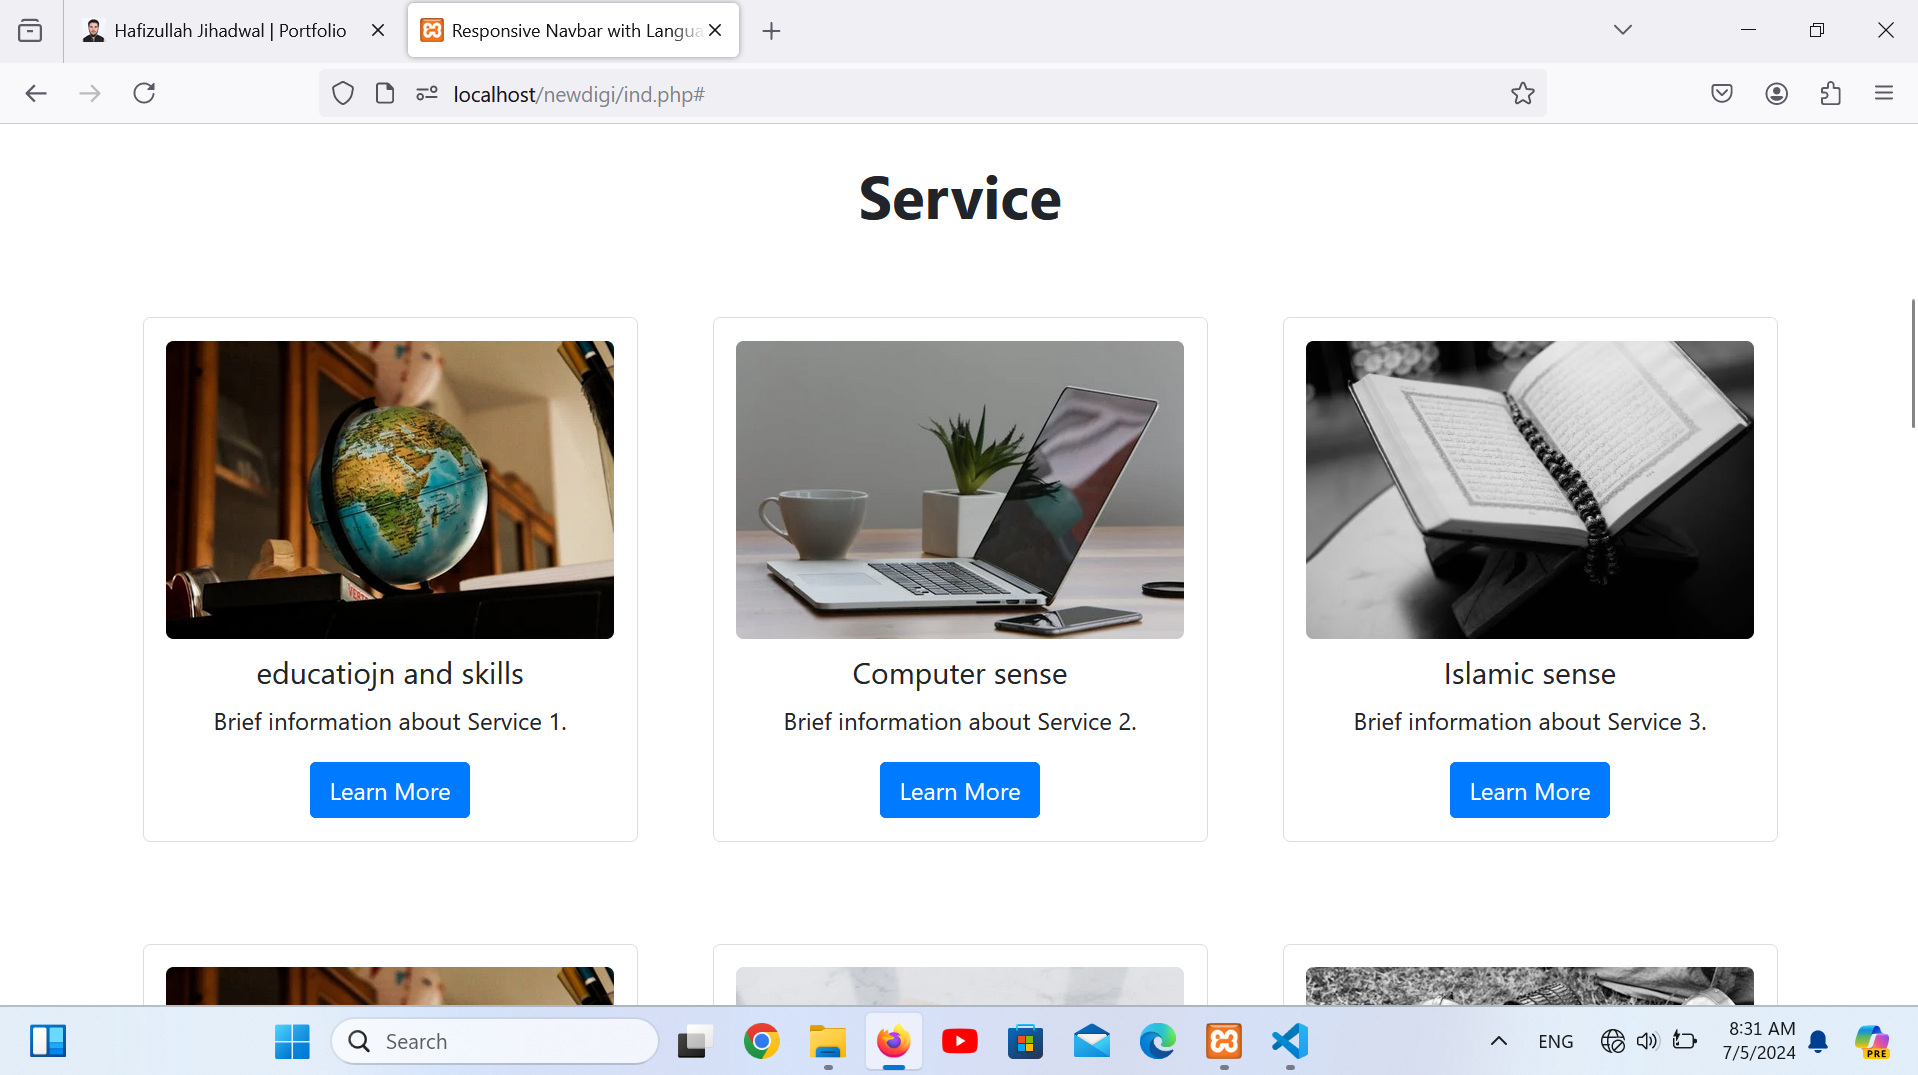 Hafizullah Jihadwal | Portfolio
Responsive Navbar with Langua
localhost/newdigi/ind.php#
Service
educatiojn and skills
Computer sense
Islamic sense
Brief information about Service 1.
Brief information about Service 2.
Brief information about Service 3.
Learn More
Learn More
Learn More
Search
ENG
8:31 AM
7/5/2024
PRE